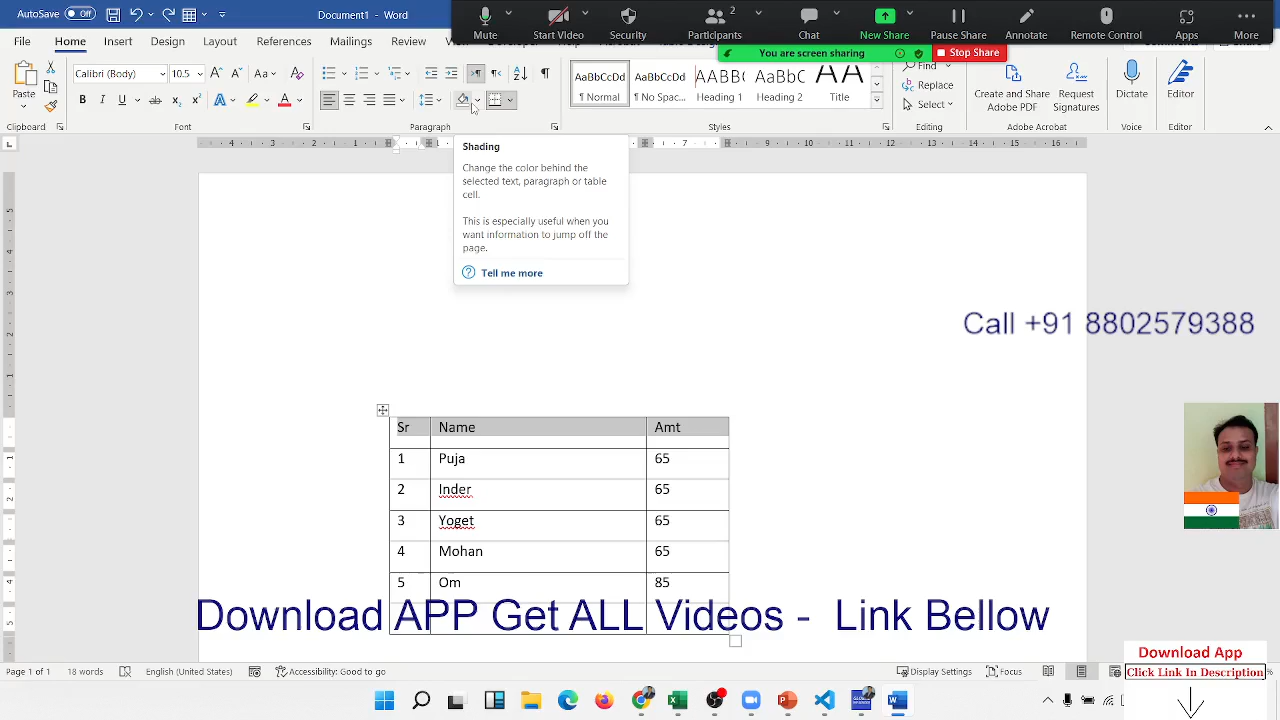 Document1 - Word
Mute
Start Video
Security
2
Participants
Chat
New Share
Pause Share
Annotate
Remote Control
Apps
More
You are screen sharing
Stop Share
File
Home
Insert
Design
Layout
References
Mailings
Review
Paste
Calibri (Body)
10.5
Clipboard
Font
Paragraph
AaBbCcDd
¶ Normal
AaBbCcDd
¶ No Spac...
Heading 1
AaBbC
Heading 2
AA
Title
Styles
Find
Replace
Select
Editing
Create and Share
Adobe PDF
Request
Signatures
Adobe Acrobat
Dictate
Voice
Editor
Editor
Shading
Change the color behind the
selected text, paragraph or table
cell.
This is especially useful when you
want information to jump off the
page.
Tell me more
Call +91 8802579388
Sr Name Amt
1 Puja 65
2 Inder 65
3 Yoget 65
4 Mohan 65
5 Om 85
Download APP Get ALL Videos - Link Bellow
Download App
Click Link In Description
Page 1 of 1
18 words
English (United States)
Accessibility: Good to go
Display Settings
Focus